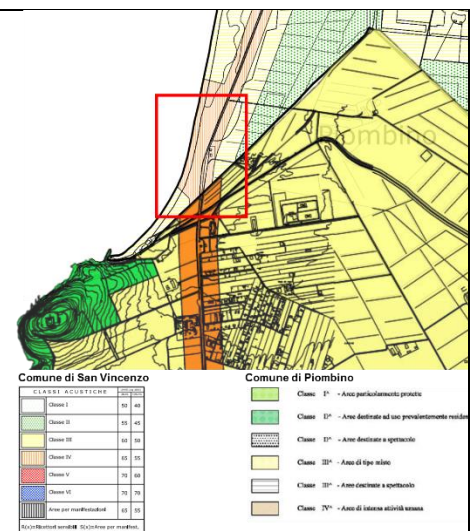 Piombino
Comune di San Vincenzo
CLASSI ACUSTICHE
Classe I 50 40
Classe II 55 45
Classe III 60 50
Classe IV 65 55
Classe V 70 60
Classe VI 70 70
Aree per manifestazioni 65 55
Comune di Piombino
Classe I^ - Aree particolarmente protette
Classe II^ - Aree destinate ad uso prevalentemente residen
Classe II^ - Aree destinate a spettacolo
Classe III^ - Aree di tipo misto
Classe III^ - Aree destinate a spettacolo
Classe IV^ - Area di intensa attività umana